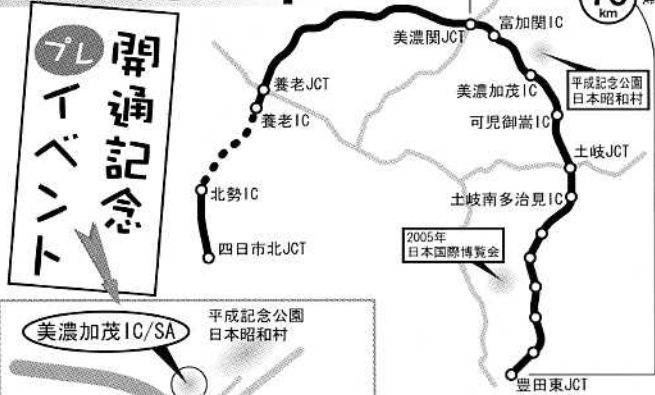 開通記念
プレ
イベント
美濃関JCT
富加関IC
km
養老JCT
養老IC
美濃加茂IC
平成記念公園
日本昭和村
可児御嵩IC
土岐JCT
北勢IC
土岐南多治見IC
2005年
日本国際博覧会
四日市北JCT
美濃加茂IC/SA
平成記念公園
日本昭和村
豊田東JCT